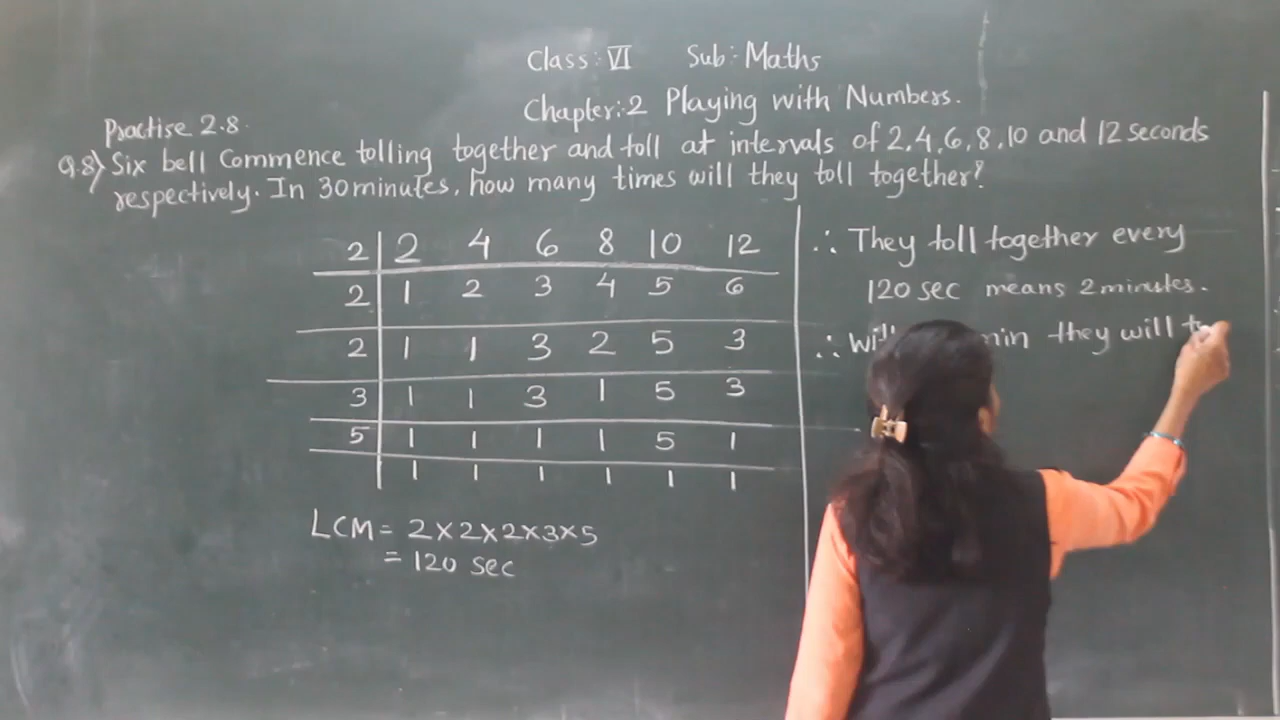 Class: VI Sub: Maths
Chapter: 2 Playing with Numbers.
Practise 2.8.
Q.8) Six bell Commence tolling together and toll at intervals of 2,4,6,8,10 and 12 seconds
respectively. In 30 minutes, how many times will they toll together?
2 2 4 6 8 10 12
2 1 2 3 4 5 6
2 1 1 3 2 5 3
3 1 1 3 1 5 3
5 1 1 1 1 5 1
1 1 1 1 1 1
LCM = 2×2×2×3×5
= 120 sec
∴ They toll together every
120 sec means 2 minutes.
∴ they will